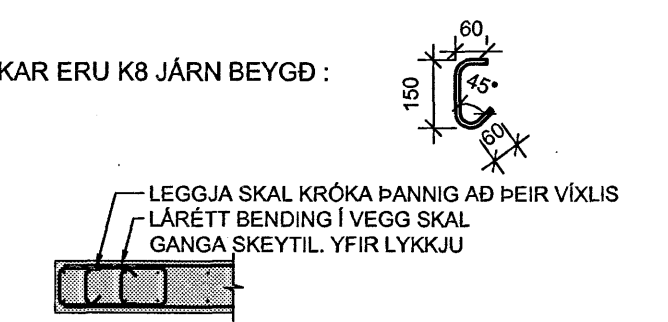 KAR ERU K8 JÁRN BEYGÐ :
60
150
45°
60
LEGGJA SKAL KRÓKA ÞANNIG AÐ ÞEIR VÍXLIS
LÁRÉTT BENDING Í VEGG SKAL
GANGA SKEYTIL. YFIR LYKKJU